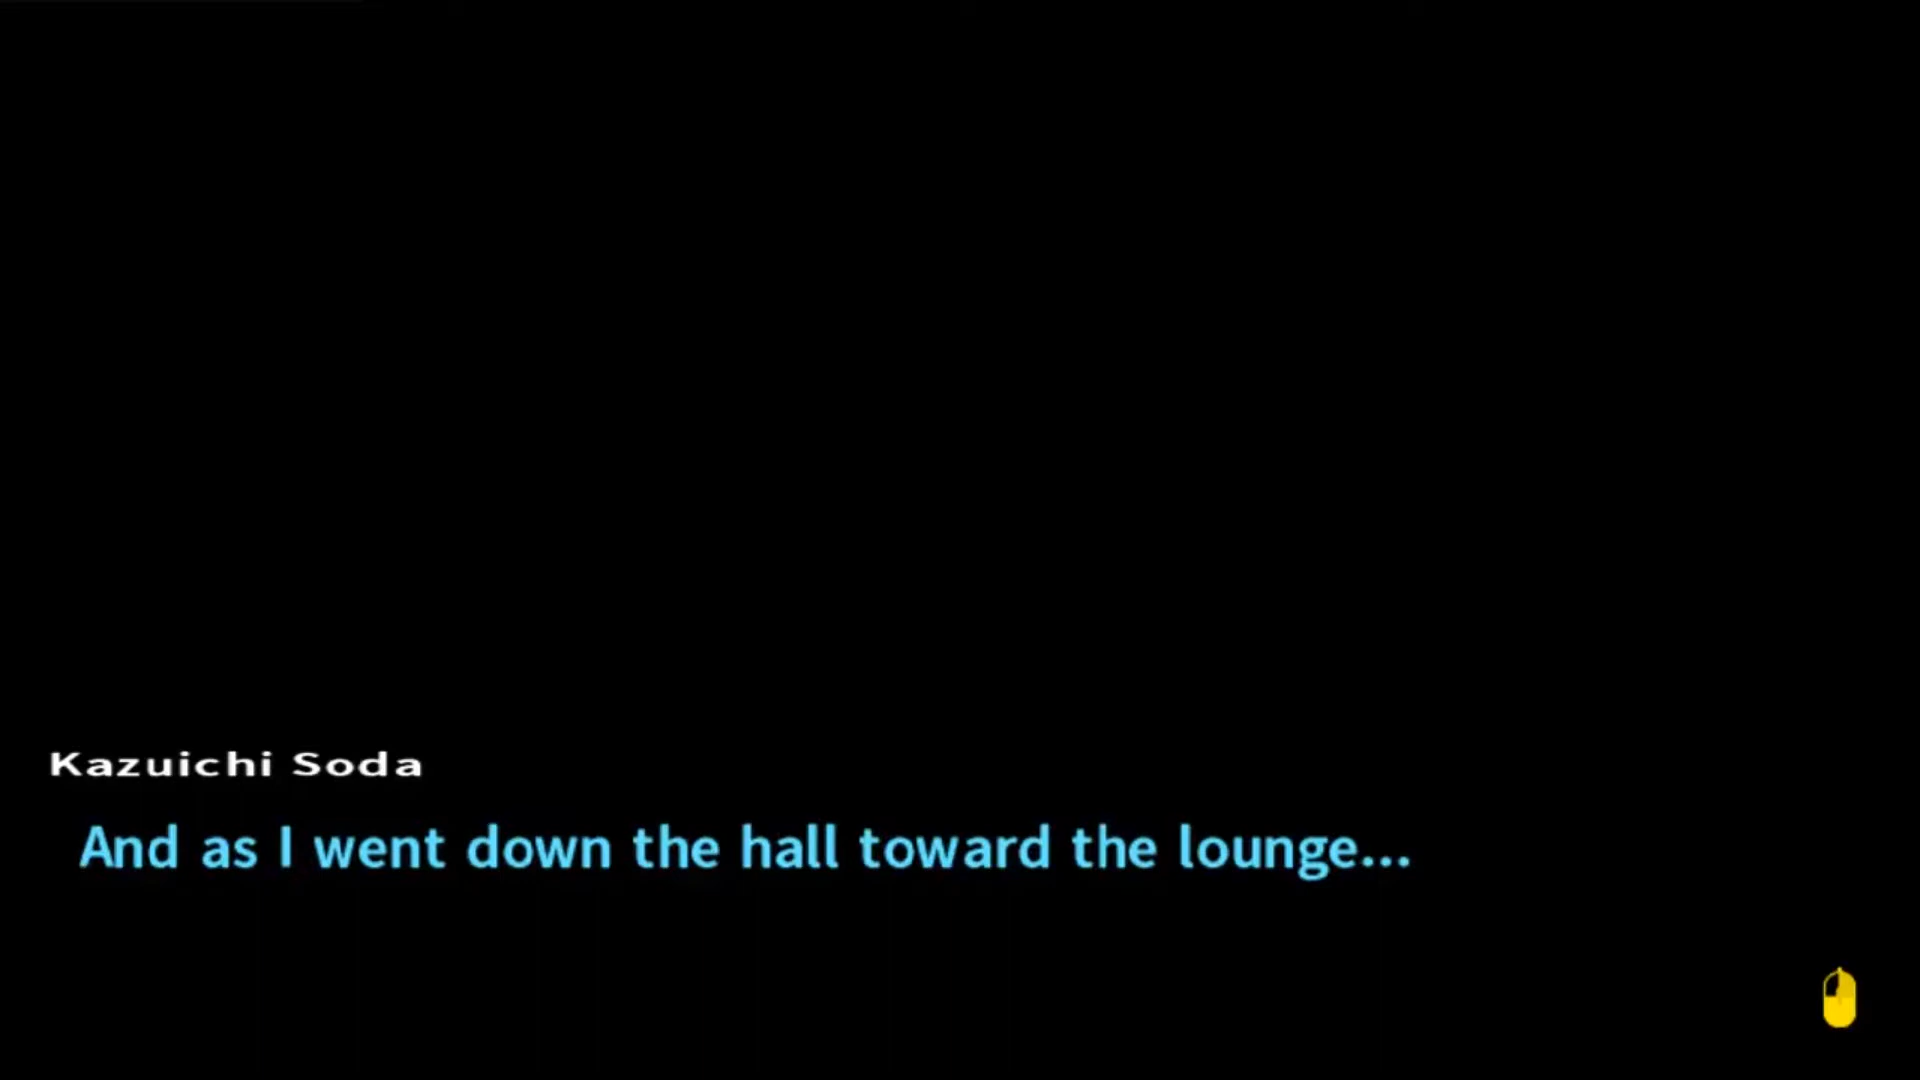 Kazuichi Soda
And as I went down the hall toward the lounge...